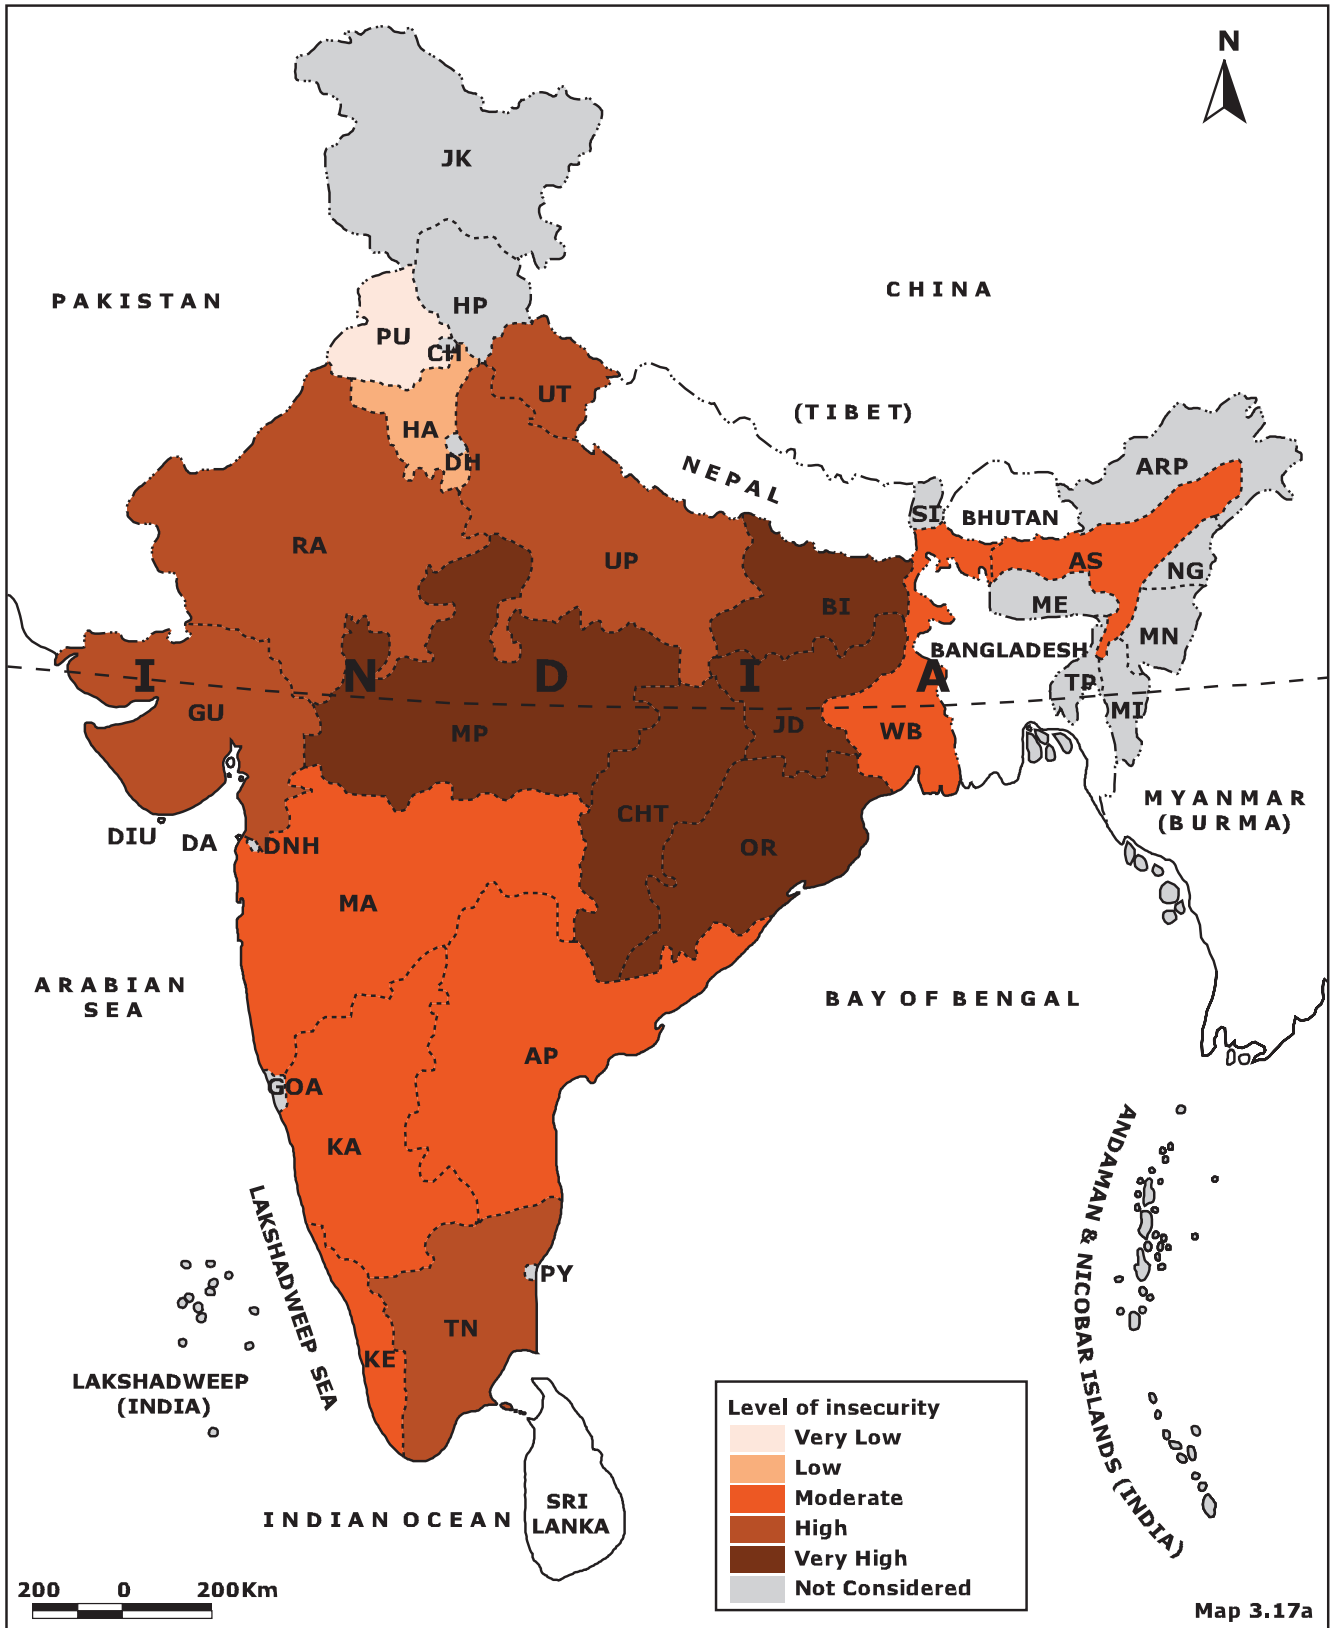 N
JK
PAKISTAN
HP
CHINA
PU
CH
UT
(TIBET)
HA
DH
NEPAL
ARP
SI
BHUTAN
RA
UP
AS
NG
BI
ME
MN
BANGLADESH
I N D I A
TP
MI
GU
MP
JD
WB
CHT
MYANMAR
(BURMA)
DIU
DA
DNH
OR
MA
ARABIAN
SEA
BAY OF BENGAL
AP
GOA
KA
ANDAMAN & NICOBAR ISLANDS (INDIA)
LAKSHADWEEP SEA
PY
TN
KE
LAKSHADWEEP
(INDIA)
Level of insecurity
Very Low
Low
Moderate
High
Very High
Not Considered
SRI
LANKA
INDIAN OCEAN
200 0 200Km
Map 3.17a